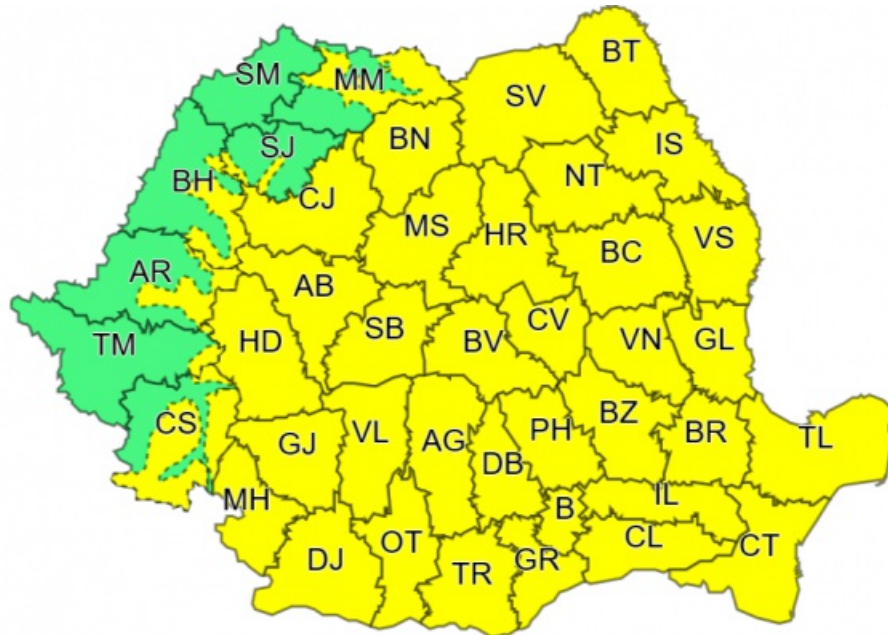 BT
SM
MM
SV
BN
IS
SJ
BH
NT
CJ
MS
HR
VS
BC
AR
AB
CV
SB
TM
HD
BV
VN
GL
CS
BZ
PH
BR
TL
VL
GJ
AG
DB
MH
IL
B
OT
CL
CT
DJ
GR
TR